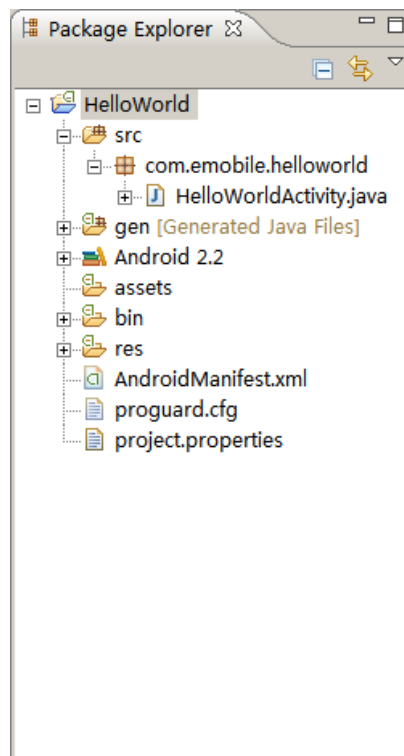 Package Explorer
HelloWorld
src
com.emobile.helloworld
HelloWorldActivity.java
gen [Generated Java Files]
Android 2.2
assets
bin
res
AndroidManifest.xml
proguard.cfg
project.properties